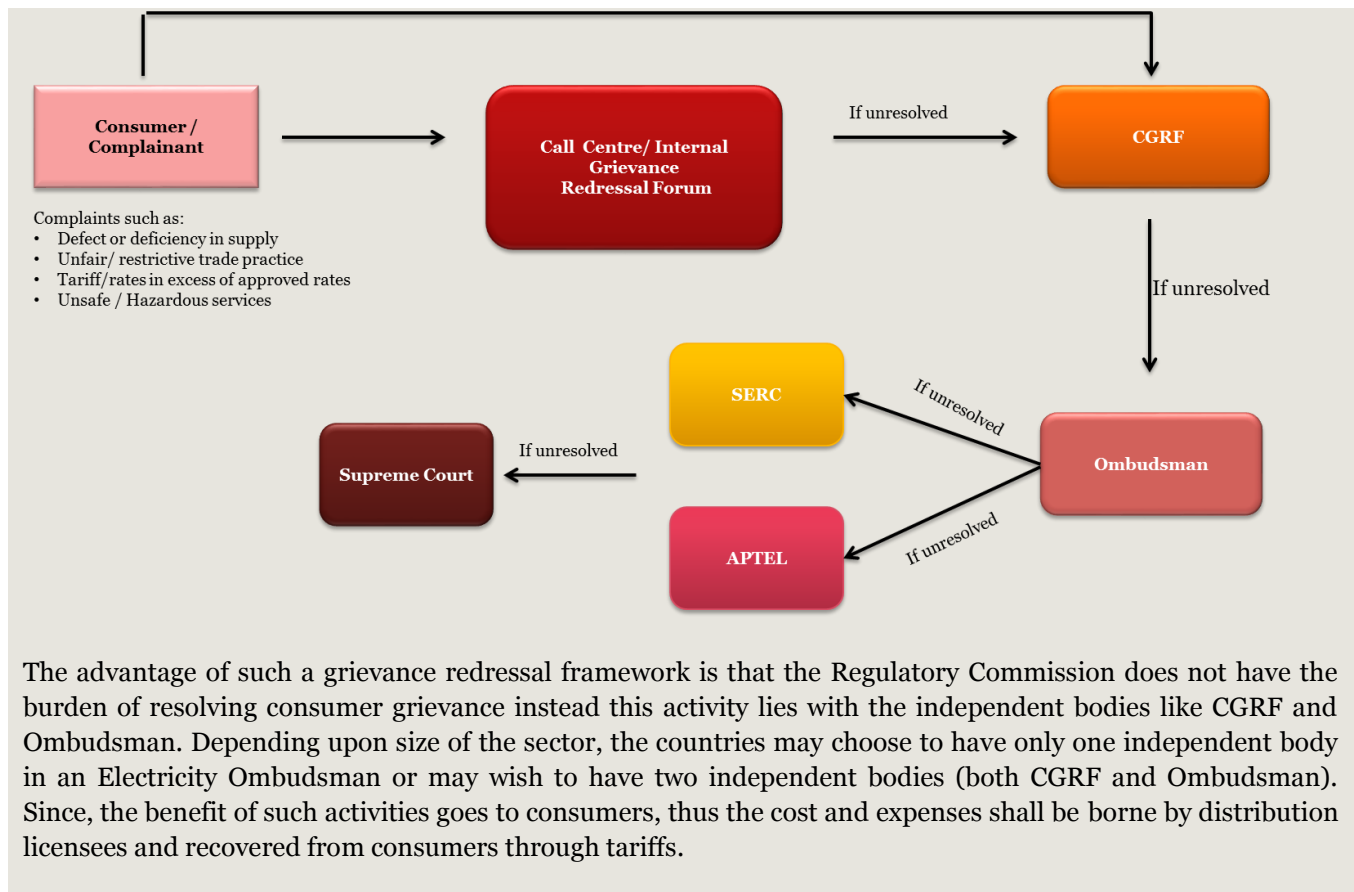 Consumer /
Complainant
Call Centre/ Internal
Grievance
Redressal Forum
If unresolved
CGRF
Complaints such as:
• Defect or deficiency in supply
• Unfair/ restrictive trade practice
• Tariff/rates in excess of approved rates
• Unsafe / Hazardous services
If unresolved
SERC
If unresolved
Ombudsman
If unresolved
APTEL
If unresolved
Supreme Court
The advantage of such a grievance redressal framework is that the Regulatory Commission does not have the
burden of resolving consumer grievance instead this activity lies with the independent bodies like CGRF and
Ombudsman. Depending upon size of the sector, the countries may choose to have only one independent body
in an Electricity Ombudsman or may wish to have two independent bodies (both CGRF and Ombudsman).
Since, the benefit of such activities goes to consumers, thus the cost and expenses shall be borne by distribution
licensees and recovered from consumers through tariffs.